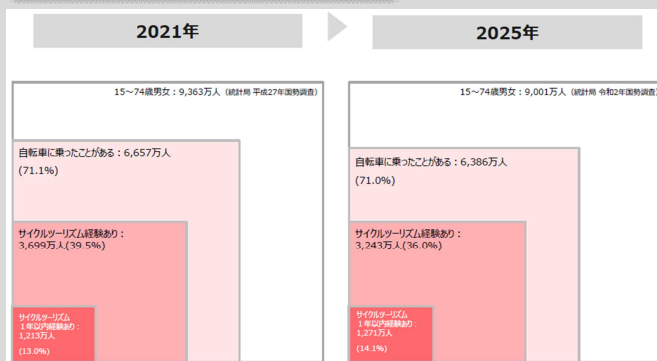 2021年
2025年
15～74歳男女：9,363万人（統計局 平成27年国勢調査）
自転車に乗ったことがある：6,657万人
(71.1%)
サイクルツーリズム経験あり：
3,699万人(39.5%)
サイクルツーリズム
１年以内経験あり：
1,213万人
(13.0%)
15～74歳男女：9,001万人（統計局 令和2年国勢調査）
自転車に乗ったことがある：6,386万人
(71.0%)
サイクルツーリズム経験あり：
3,243万人(36.0%)
サイクルツーリズム
１年以内経験あり：
1,271万人
(14.1%)